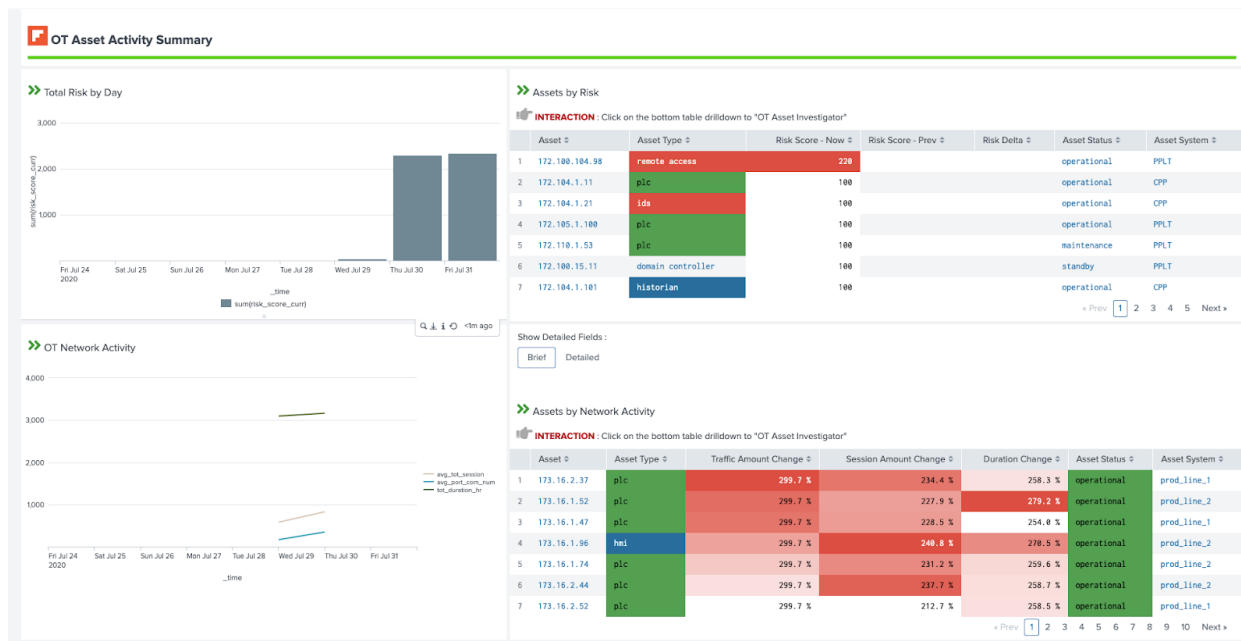 OT Asset Activity Summary
Total Risk by Day
3,000
2,000
1,000
sum(risk_score_curr)
Fri Jul 24 Sat Jul 25 Sun Jul 26 Mon Jul 27 Tue Jul 28 Wed Jul 29 Thu Jul 30 Fri Jul 31
2020
_time
sum(risk_score_curr)
<1m ago
OT Network Activity
4,000
3,000
2,000
1,000
avg_tot_session
avg_port_com_num
tot_duration_hr
Fri Jul 24 Sat Jul 25 Sun Jul 26 Mon Jul 27 Tue Jul 28 Wed Jul 29 Thu Jul 30 Fri Jul 31
2020
_time
Assets by Risk
INTERACTION : Click on the bottom table drilldown to "OT Asset Investigator"
Asset Asset Type Risk Score - Now Risk Score - Prev Risk Delta Asset Status Asset System
1 172.100.104.98 remote access 220 operational PPLT
2 172.104.1.11 plc 100 operational CPP
3 172.104.1.21 ids 100 operational CPP
4 172.105.1.100 plc 100 operational PPLT
5 172.110.1.53 plc 100 maintenance PPLT
6 172.100.15.11 domain controller 100 standby PPLT
7 172.104.1.101 historian 100 operational CPP
« Prev 1 2 3 4 5 Next »
Show Detailed Fields :
Brief Detailed
Assets by Network Activity
INTERACTION : Click on the bottom table drilldown to "OT Asset Investigator"
Asset Asset Type Traffic Amount Change Session Amount Change Duration Change Asset Status Asset System
1 173.16.2.37 plc 299.7 % 234.4 % 258.3 % operational prod_line_1
2 173.16.1.52 plc 299.7 % 227.9 % 279.2 % operational prod_line_2
3 173.16.1.47 plc 299.7 % 228.5 % 254.0 % operational prod_line_1
4 173.16.1.96 hmi 299.7 % 240.8 % 270.5 % operational prod_line_2
5 173.16.1.74 plc 299.7 % 231.2 % 259.6 % operational prod_line_2
6 173.16.2.44 plc 299.7 % 237.7 % 258.7 % operational prod_line_2
7 173.16.2.52 plc 299.7 % 212.7 % 258.5 % operational prod_line_1
« Prev 1 2 3 4 5 6 7 8 9 10 Next »